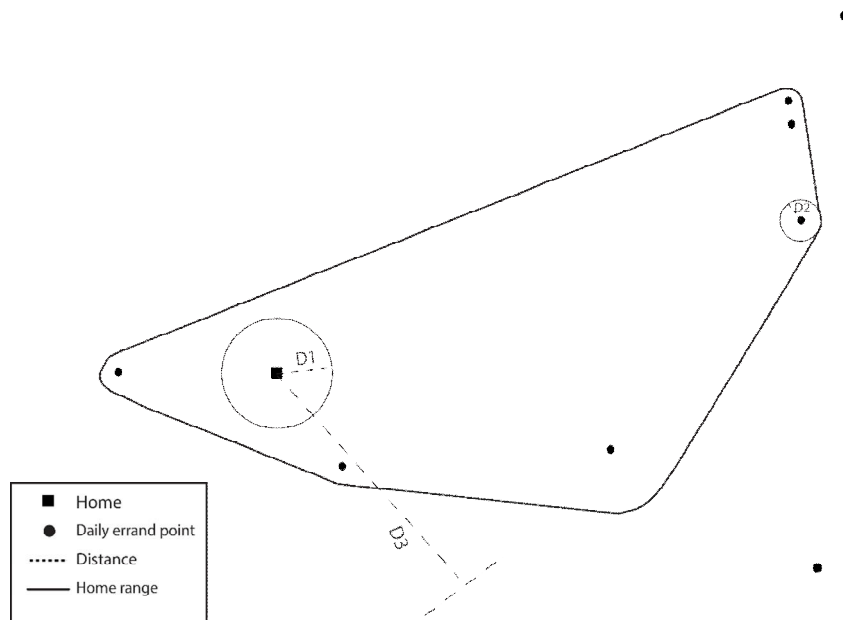 D2
D1
D3
Home
Daily errand point
Distance
Home range